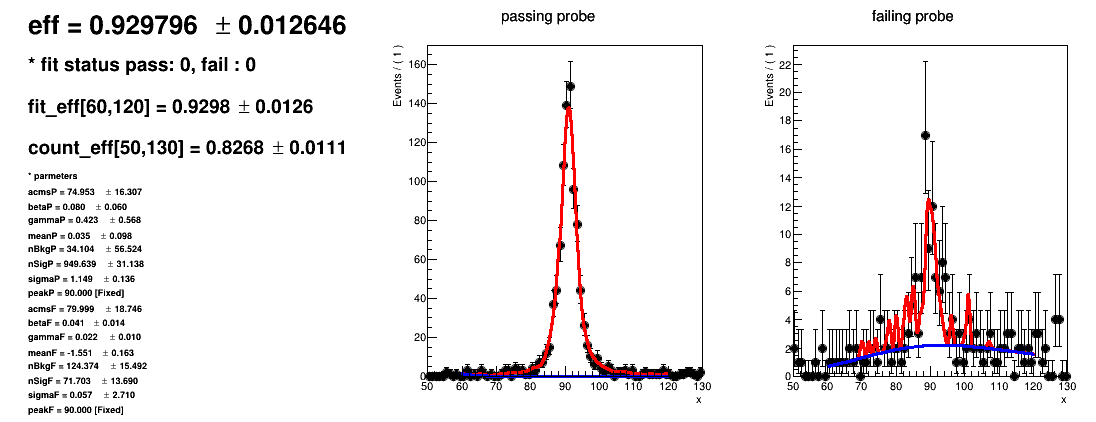 eff = 0.929796 ± 0.012646
* fit status pass: 0, fail : 0
fit_eff[60,120] = 0.9298 ± 0.0126
count_eff[50,130] = 0.8268 ± 0.0111
* parmeters
acmsP = 74.953 ± 16.307
betaP = 0.080 ± 0.060
gammaP = 0.423 ± 0.568
meanP = 0.035 ± 0.098
nBkgP = 34.104 ± 56.524
nSigP = 949.639 ± 31.138
sigmaP = 1.149 ± 0.136
peakP = 90.000 [Fixed]
acmsF = 79.999 ± 18.746
betaF = 0.041 ± 0.014
gammaF = 0.022 ± 0.010
meanF = -1.551 ± 0.163
nBkgF = 124.374 ± 15.492
nSigF = 71.703 ± 13.690
sigmaF = 0.057 ± 2.710
peakF = 90.000 [Fixed]
passing probe
Events / ( 1 )
160
140
120
100
80
60
40
20
0
50 60 70 80 90 100 110 120 130
x
failing probe
Events / ( 1 )
22
20
18
16
14
12
10
8
6
4
2
0
50 60 70 80 90 100 110 120 130
x